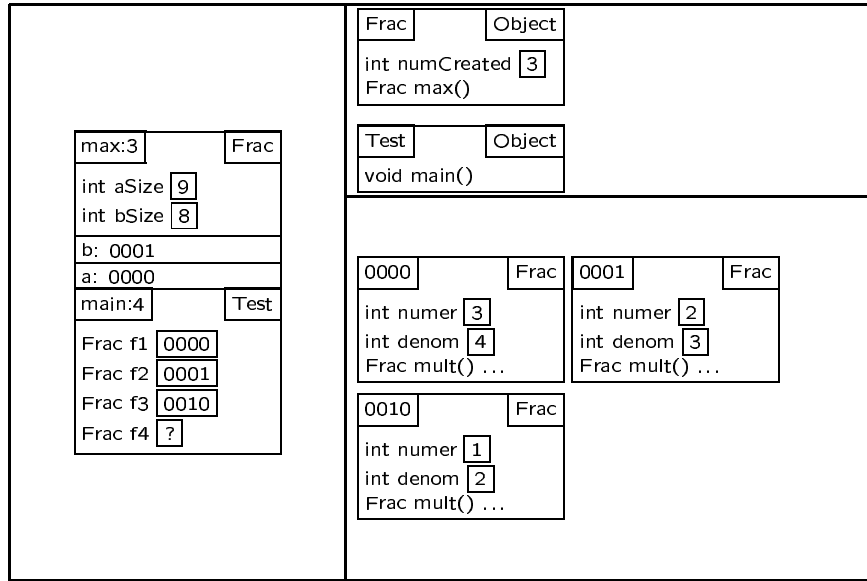 max:3 Frac
int aSize 9
int bSize 8
b: 0001
a: 0000
main:4 Test
Frac f1 0000
Frac f2 0001
Frac f3 0010
Frac f4 ?
Frac Object
int numCreated 3
Frac max()
Test Object
void main()
0000 Frac
int numer 3
int denom 4
Frac mult() ...
0001 Frac
int numer 2
int denom 3
Frac mult() ...
0010 Frac
int numer 1
int denom 2
Frac mult() ...